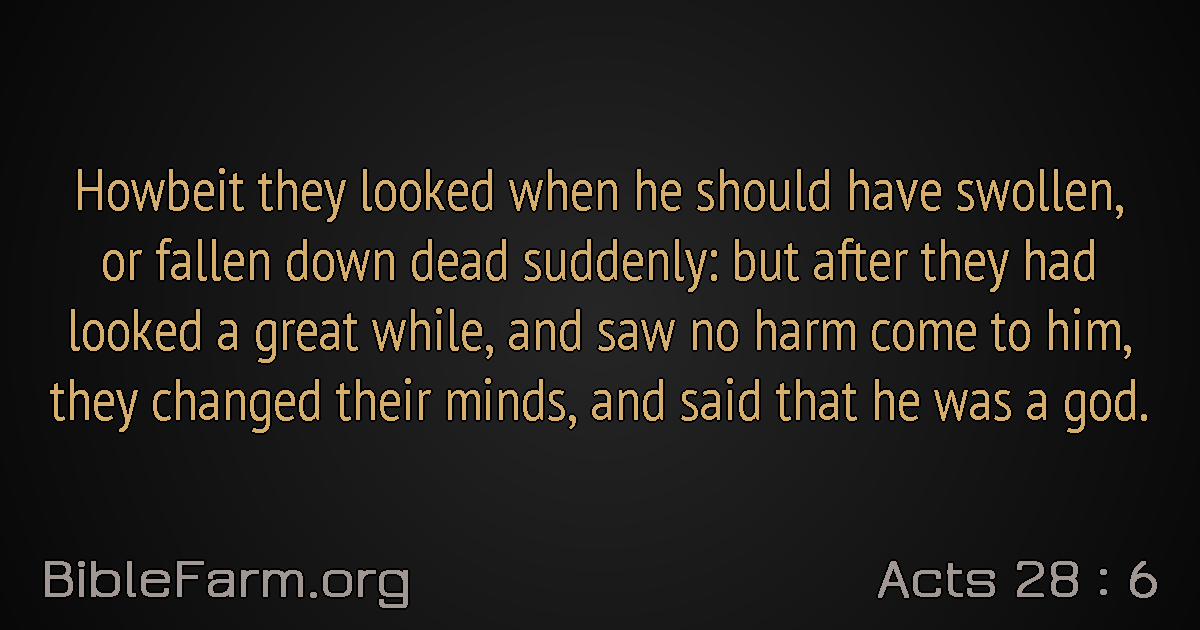 Howbeit they looked when he should have swollen,
or fallen down dead suddenly: but after they had
looked a great while, and saw no harm come to him,
they changed their minds, and said that he was a god.
BibleFarm.org
Acts 28 : 6